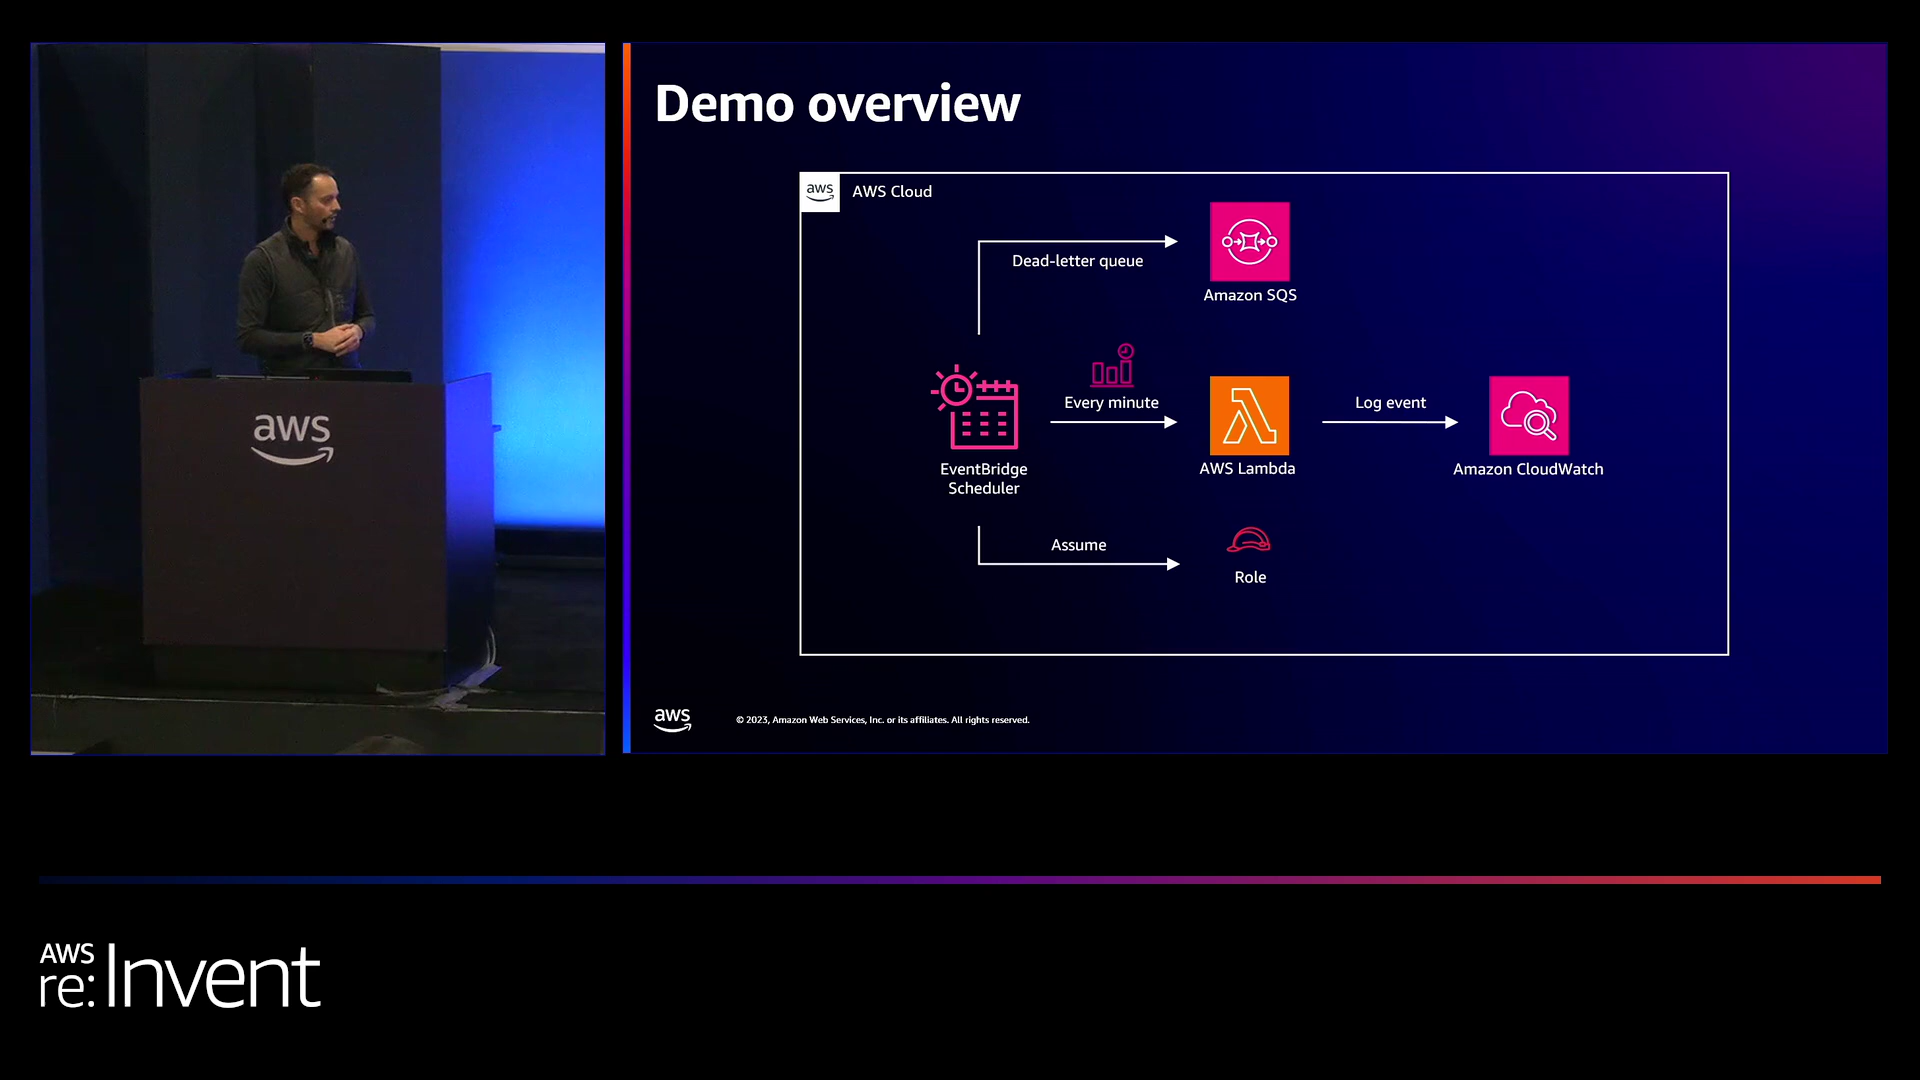 aws
Demo overview
aws
AWS Cloud
Dead-letter queue
Amazon SQS
Every minute
Log event
EventBridge
Scheduler
AWS Lambda
Amazon CloudWatch
Assume
Role
aws
© 2023, Amazon Web Services, Inc. or its affiliates. All rights reserved.
AWS
re:Invent